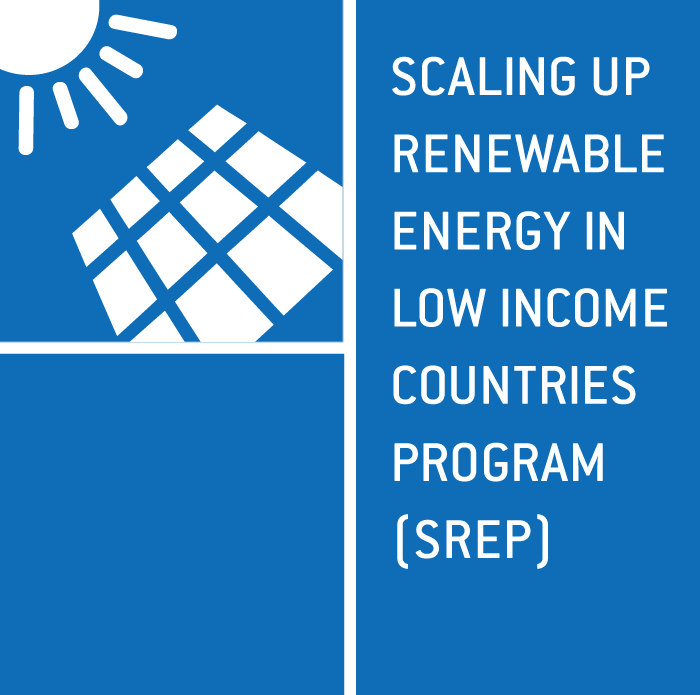 SCALING UP
RENEWABLE
ENERGY IN
LOW INCOME
COUNTRIES
PROGRAM
(SREP)